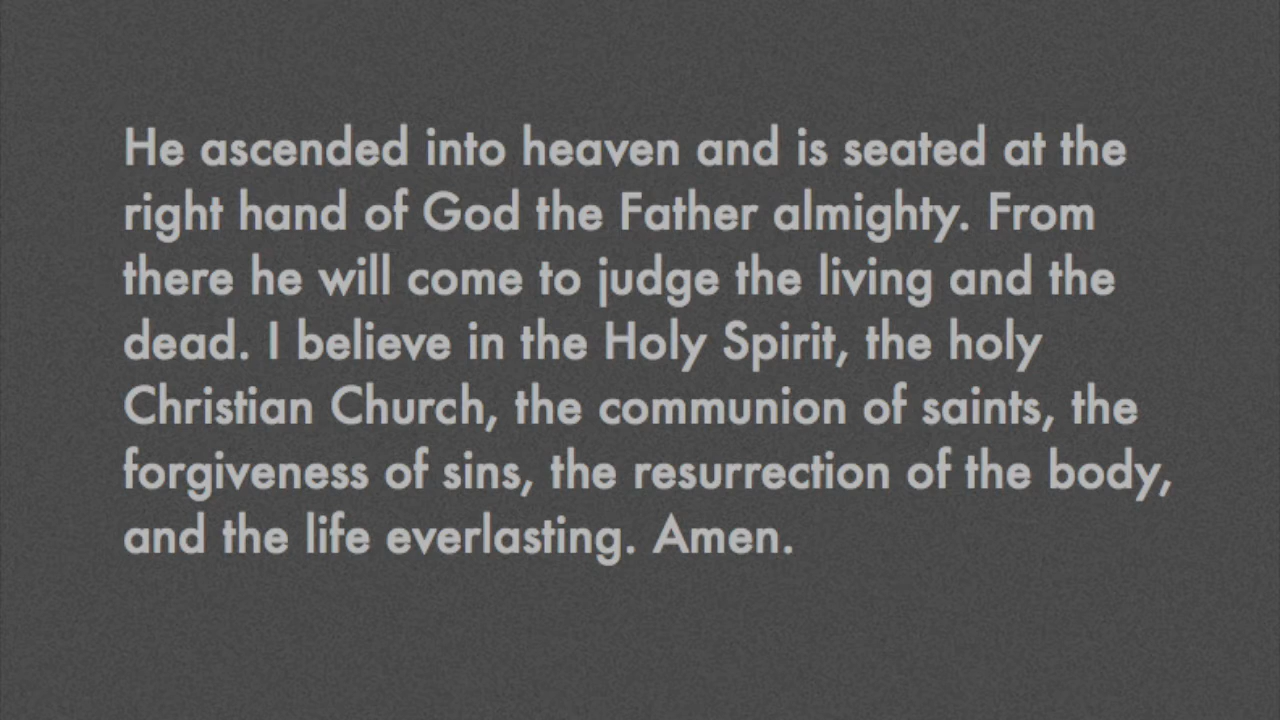 He ascended into heaven and is seated at the
right hand of God the Father almighty. From
there he will come to judge the living and the
dead. I believe in the Holy Spirit, the holy
Christian Church, the communion of saints, the
forgiveness of sins, the resurrection of the body,
and the life everlasting. Amen.